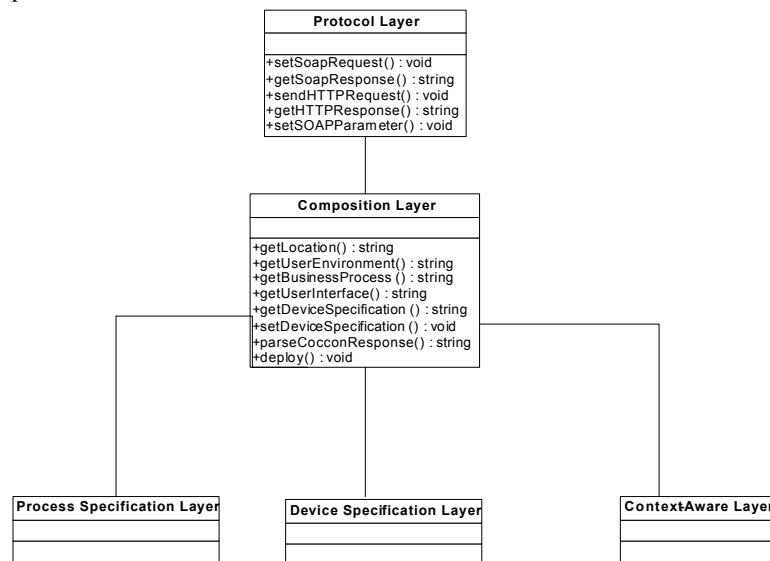 Protocol Layer
+setSoapRequest() : void
+getSoapResponse() : string
+sendHTTPRequest() : void
+getHTTPResponse() : string
+setSOAPParameter() : void
Composition Layer
+getLocation() : string
+getUserEnvironment() : string
+getBusinessProcess () : string
+getUserInterface() : string
+getDeviceSpecification () : string
+setDeviceSpecification () : void
+parseCocconResponse() : string
+deploy() : void
Process Specification Layer
Device Specification Layer
Context-Aware Layer